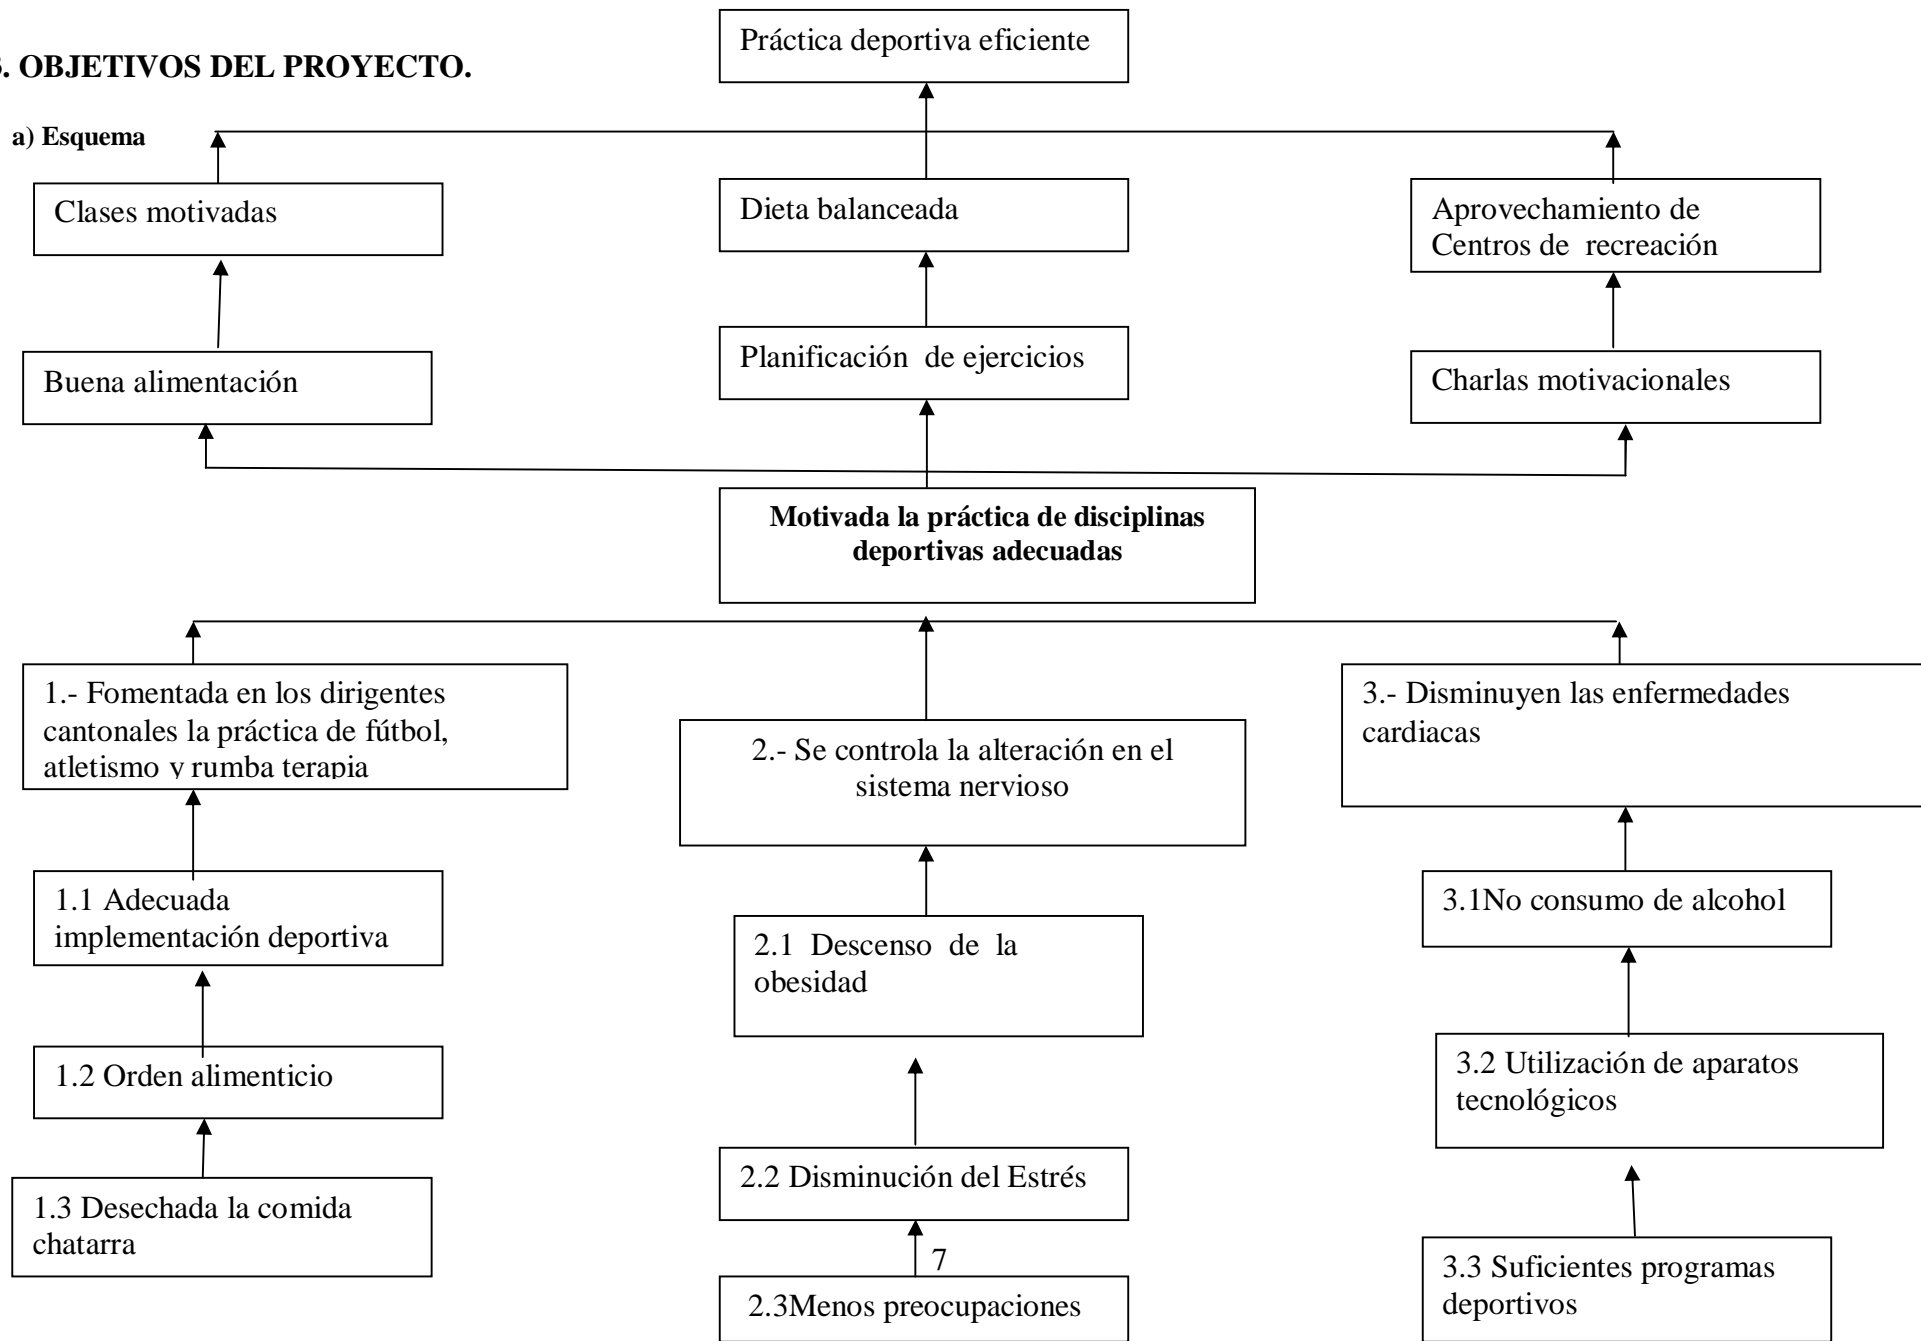 Práctica deportiva eficiente
. OBJETIVOS DEL PROYECTO.
a) Esquema
Clases motivadas
Dieta balanceada
Aprovechamiento de
Centros de recreación
Buena alimentación
Planificación de ejercicios
Charlas motivacionales
Motivada la práctica de disciplinas
deportivas adecuadas
1.- Fomentada en los dirigentes
cantonales la práctica de fútbol,
atletismo y rumba terapia
2.- Se controla la alteración en el
sistema nervioso
3.- Disminuyen las enfermedades
cardiacas
1.1 Adecuada
implementación deportiva
2.1 Descenso de la
obesidad
3.1No consumo de alcohol
1.2 Orden alimenticio
3.2 Utilización de aparatos
tecnológicos
1.3 Desechada la comida
chatarra
2.2 Disminución del Estrés
7
2.3Menos preocupaciones
3.3 Suficientes programas
deportivos